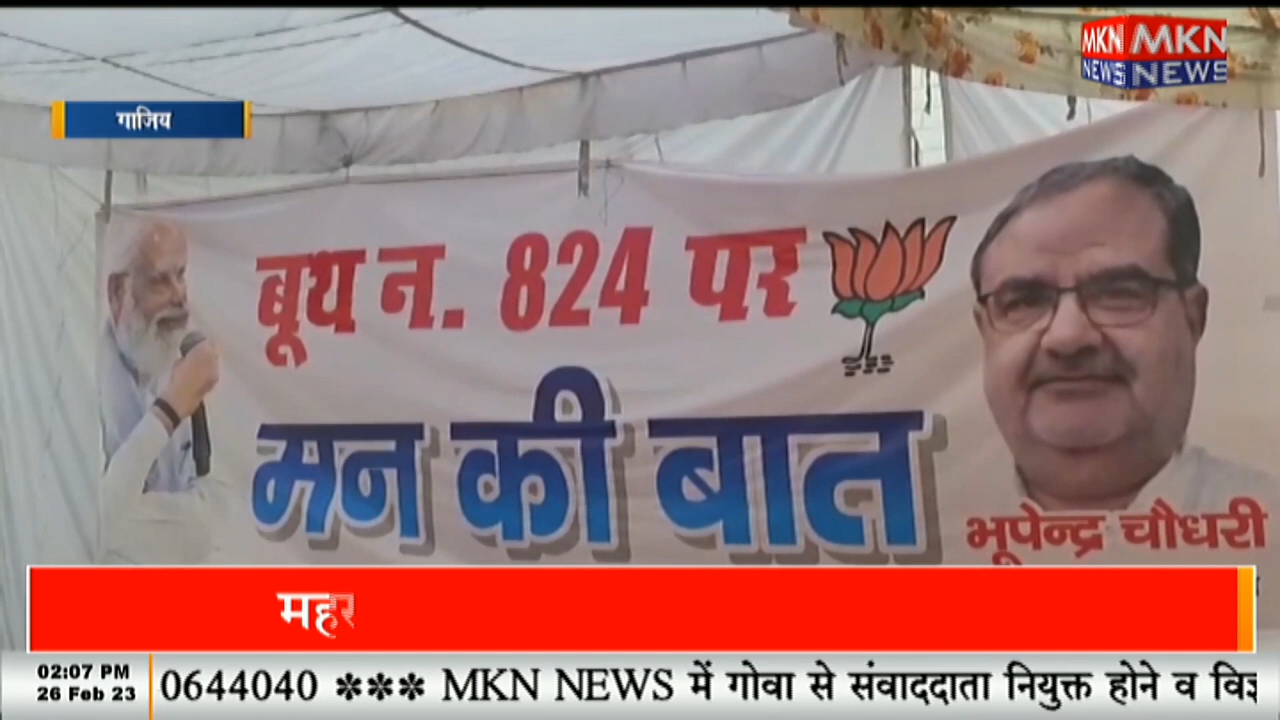 MKN MKN
NEWS NEWS
गाजिय
बूथ न. 824 पर
मन की बात
भूपेन्द्र चौधरी
मह
02:07 PM
26 Feb 23
0644040 *** MKN NEWS में गोवा से संवाददाता नियुक्त होने व